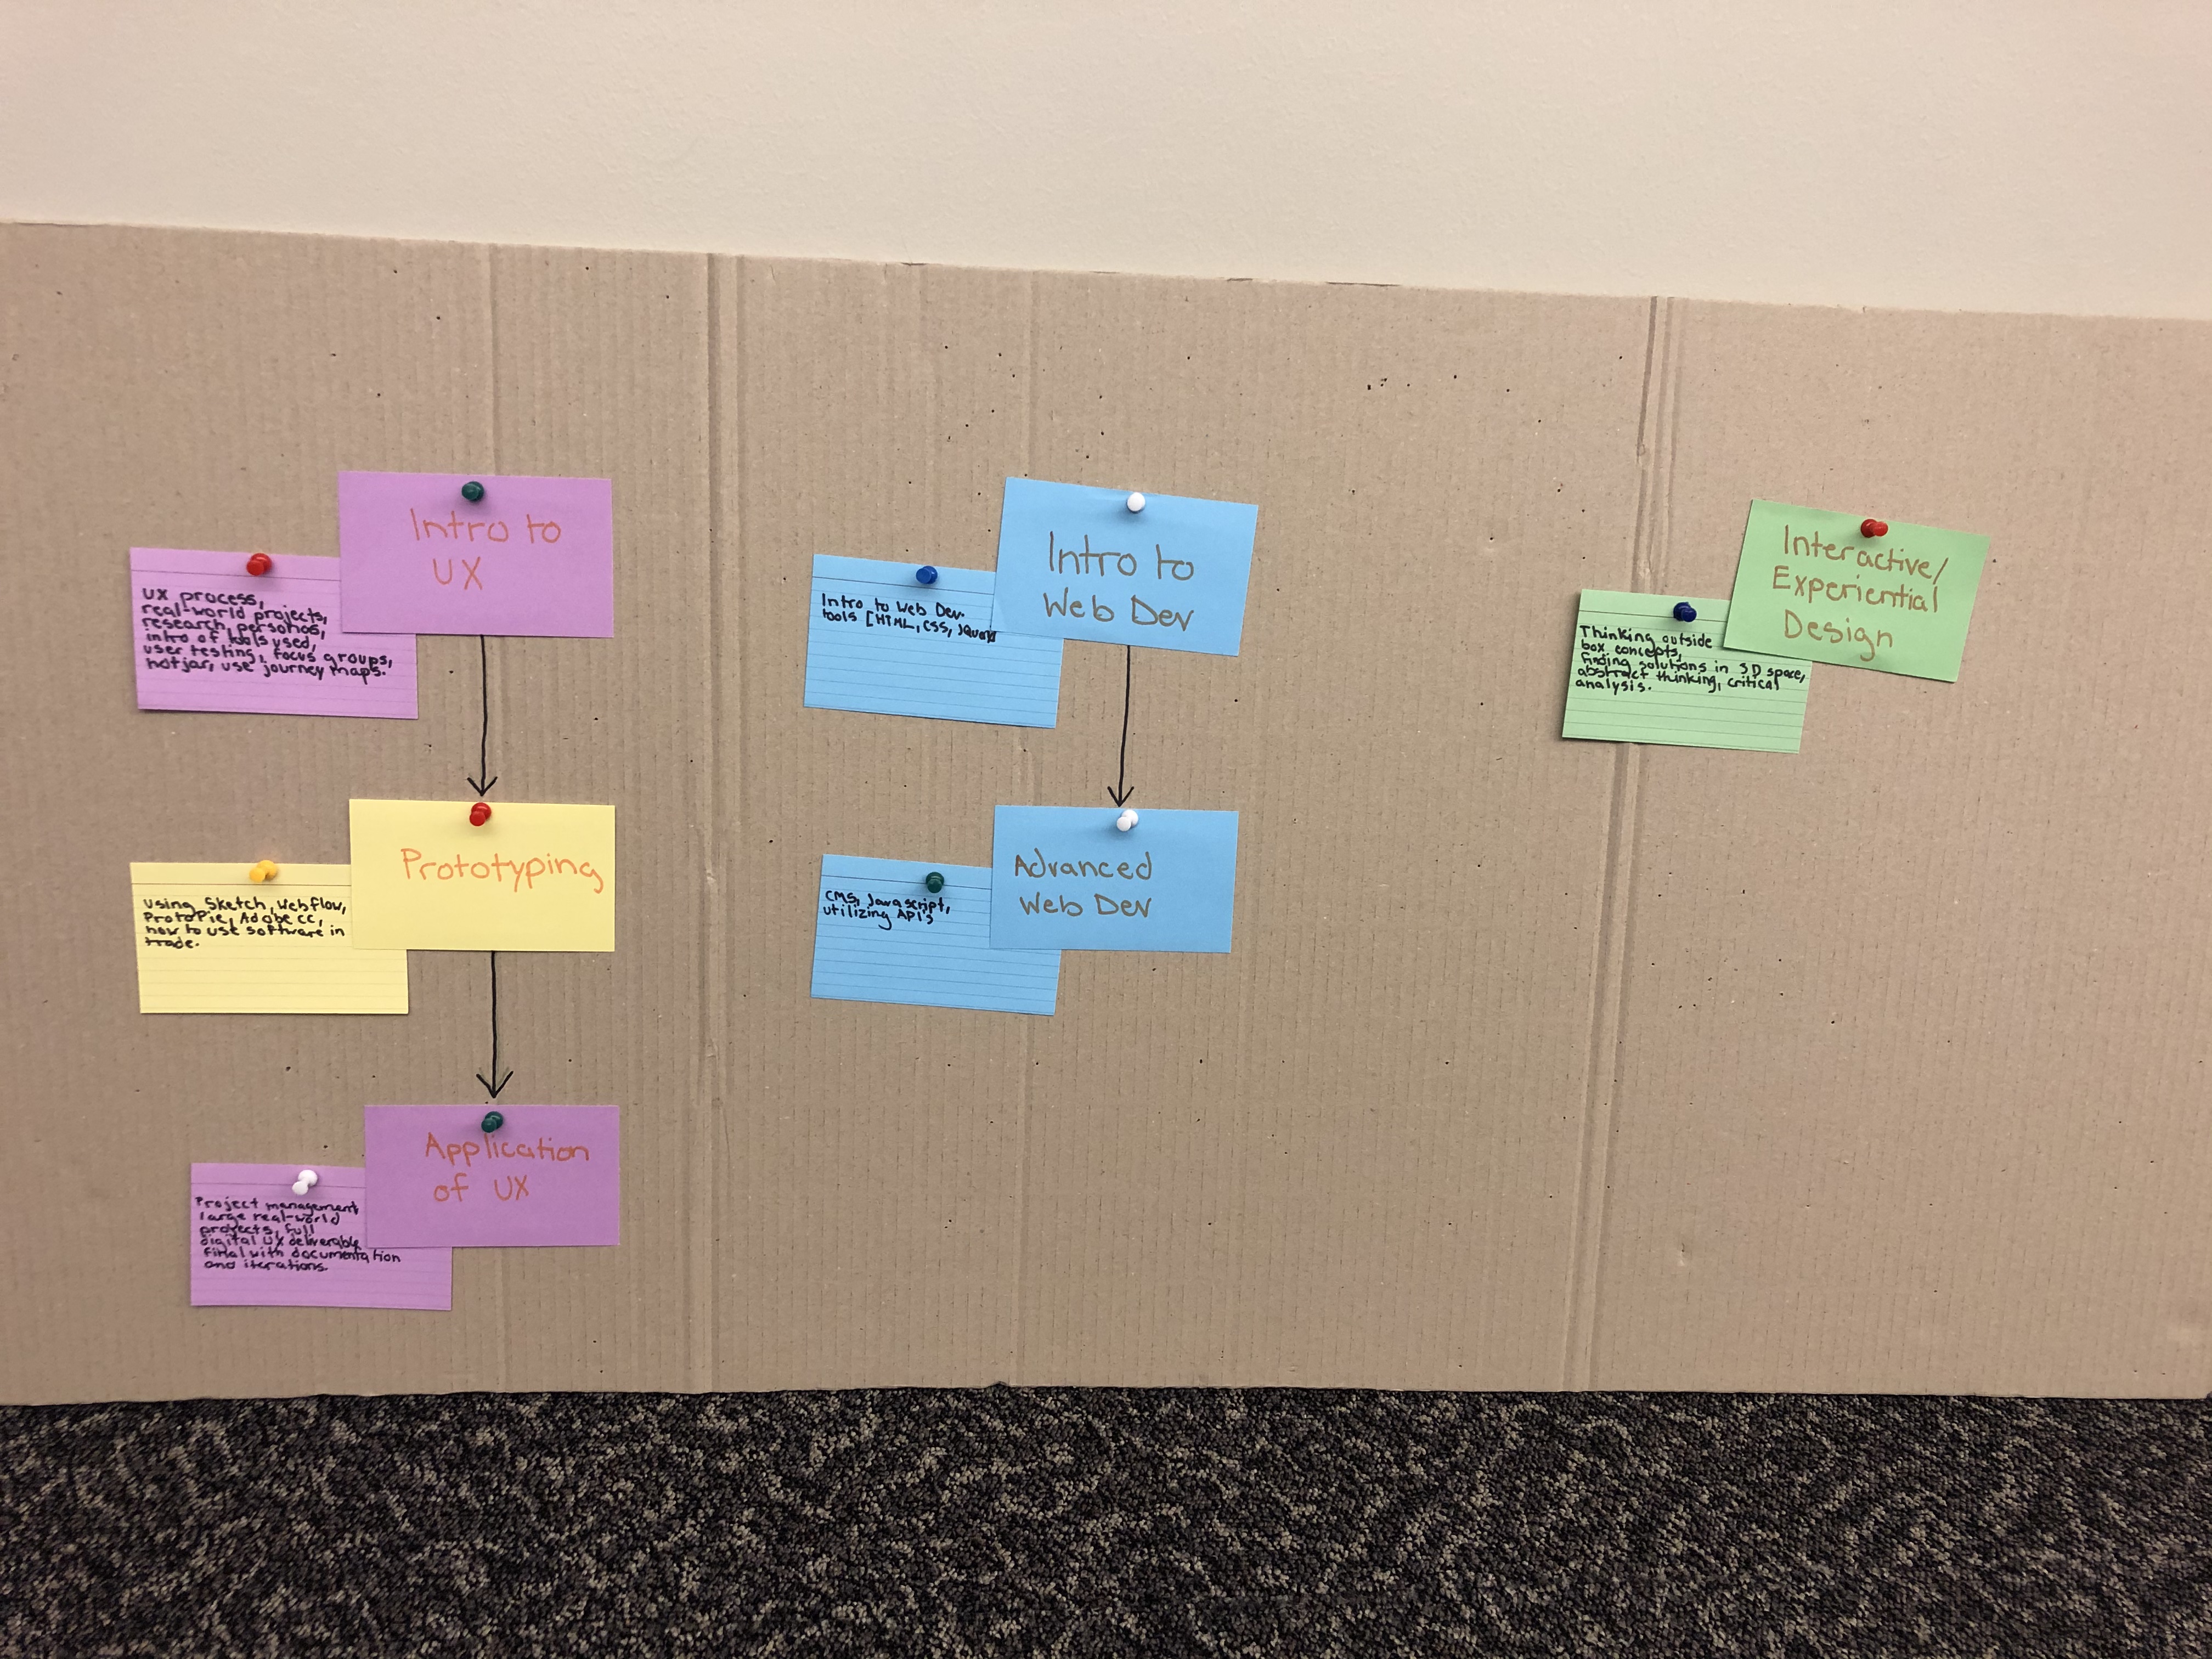 Intro to
UX
UX process,
real-world projects,
research, personas,
intro of tools used,
user testing, focus groups,
hotjar, use journey maps.
Prototyping
using Sketch, Webflow,
ProtoPie, Adobe CC,
how to use software in
trade.
Application
of UX
Project management,
large real-world
projects, full
digital UX deliverable
final with documentation
and iterations.
Intro to
Web Dev
Intro to Web Dev.
tools [HTML, CSS, JQuery
Advanced
Web Dev
CMS, Javascript,
utilizing API's
Interactive/
Experiential
Design
Thinking outside
box concepts,
finding solutions in 3D space,
abstract thinking, critical
analysis.